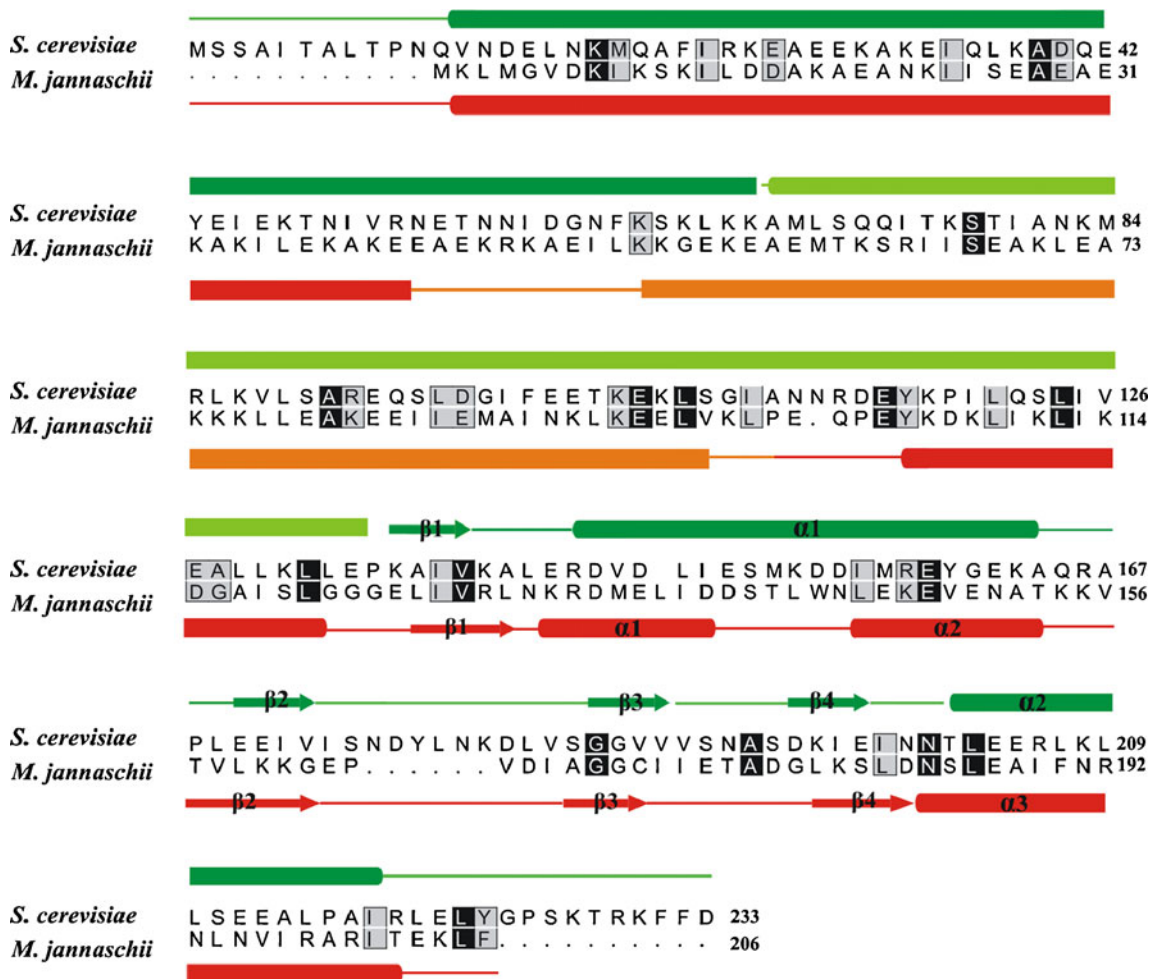 S. cerevisiae MSSAITALTPNQVNDELNKMQAFIRKEAEEKAKEIQLKADQE 42
M. jannaschii ...........MKLMGVDKIKSKILDDAKAEANKIISEAEAE 31
S. cerevisiae YEIEKTNIVRNETNNIDGNFKSKLKKAMLSQQITKSTIANKM 84
M. jannaschii KAKILEKAKEEAEKRKAEILKKGEKEAEMTKSRIISEAKLEA 73
S. cerevisiae RLKVLSAREQSLDGIFEETKEKLSGIANNRDEYKPILQSLIV 126
M. jannaschii KKKLLEAKEEIIEMAINKLKEELVKLPE.QPEYKDKLIKLIK 114
β1 α1
S. cerevisiae EALLKLLEPKAIVKALERDVDLIESMKDDIMREYGEKAQRA 167
M. jannaschii DGAISLGGGELIVRLNKRDMELIDDSTLWNLEKEVENATKKV 156
β1 α1 α2
β2 β3 β4 α2
S. cerevisiae PLEEIVISNDYLNKDLVSGGVVVSNASDKIEINNTLEERLKL 209
M. jannaschii TVLKKGEP......VDIAGGCIIETADGLKSLDNSLEAIFNR 192
β2 β3 β4 α3
S. cerevisiae LSEEALPAIRLELYGPSKTRKFFD 233
M. jannaschii NLNVIRARITEKLF.......... 206